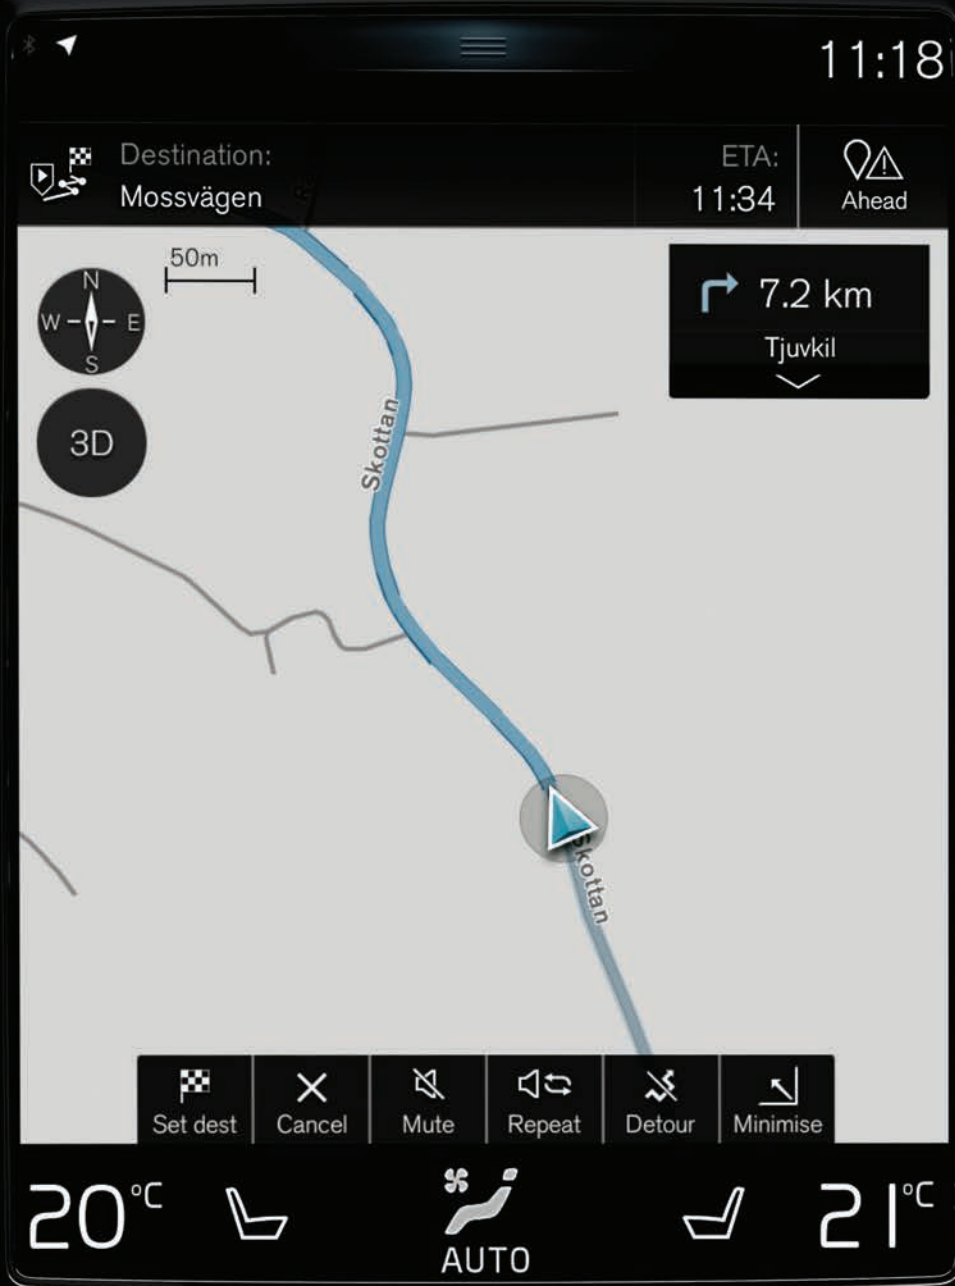 11:18
Destination:
Mossvägen
ETA:
11:34
Ahead
50m
N
W
E
S
3D
7.2 km
Tjuvkil
Skottan
Skottan
Set dest
Cancel
Mute
Repeat
Detour
Minimise
20°C
AUTO
21°C